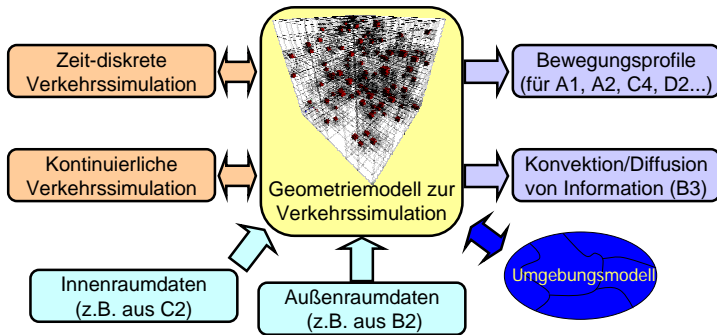 Zeit-diskrete
Verkehrssimulation
Bewegungsprofile
(für A1, A2, C4, D2...)
Kontinuierliche
Verkehrssimulation
Geometriemodell zur
Verkehrssimulation
Konvektion/Diffusion
von Information (B3)
Innenraumdaten
(z.B. aus C2)
Außenraumdaten
(z.B. aus B2)
Umgebungsmodell